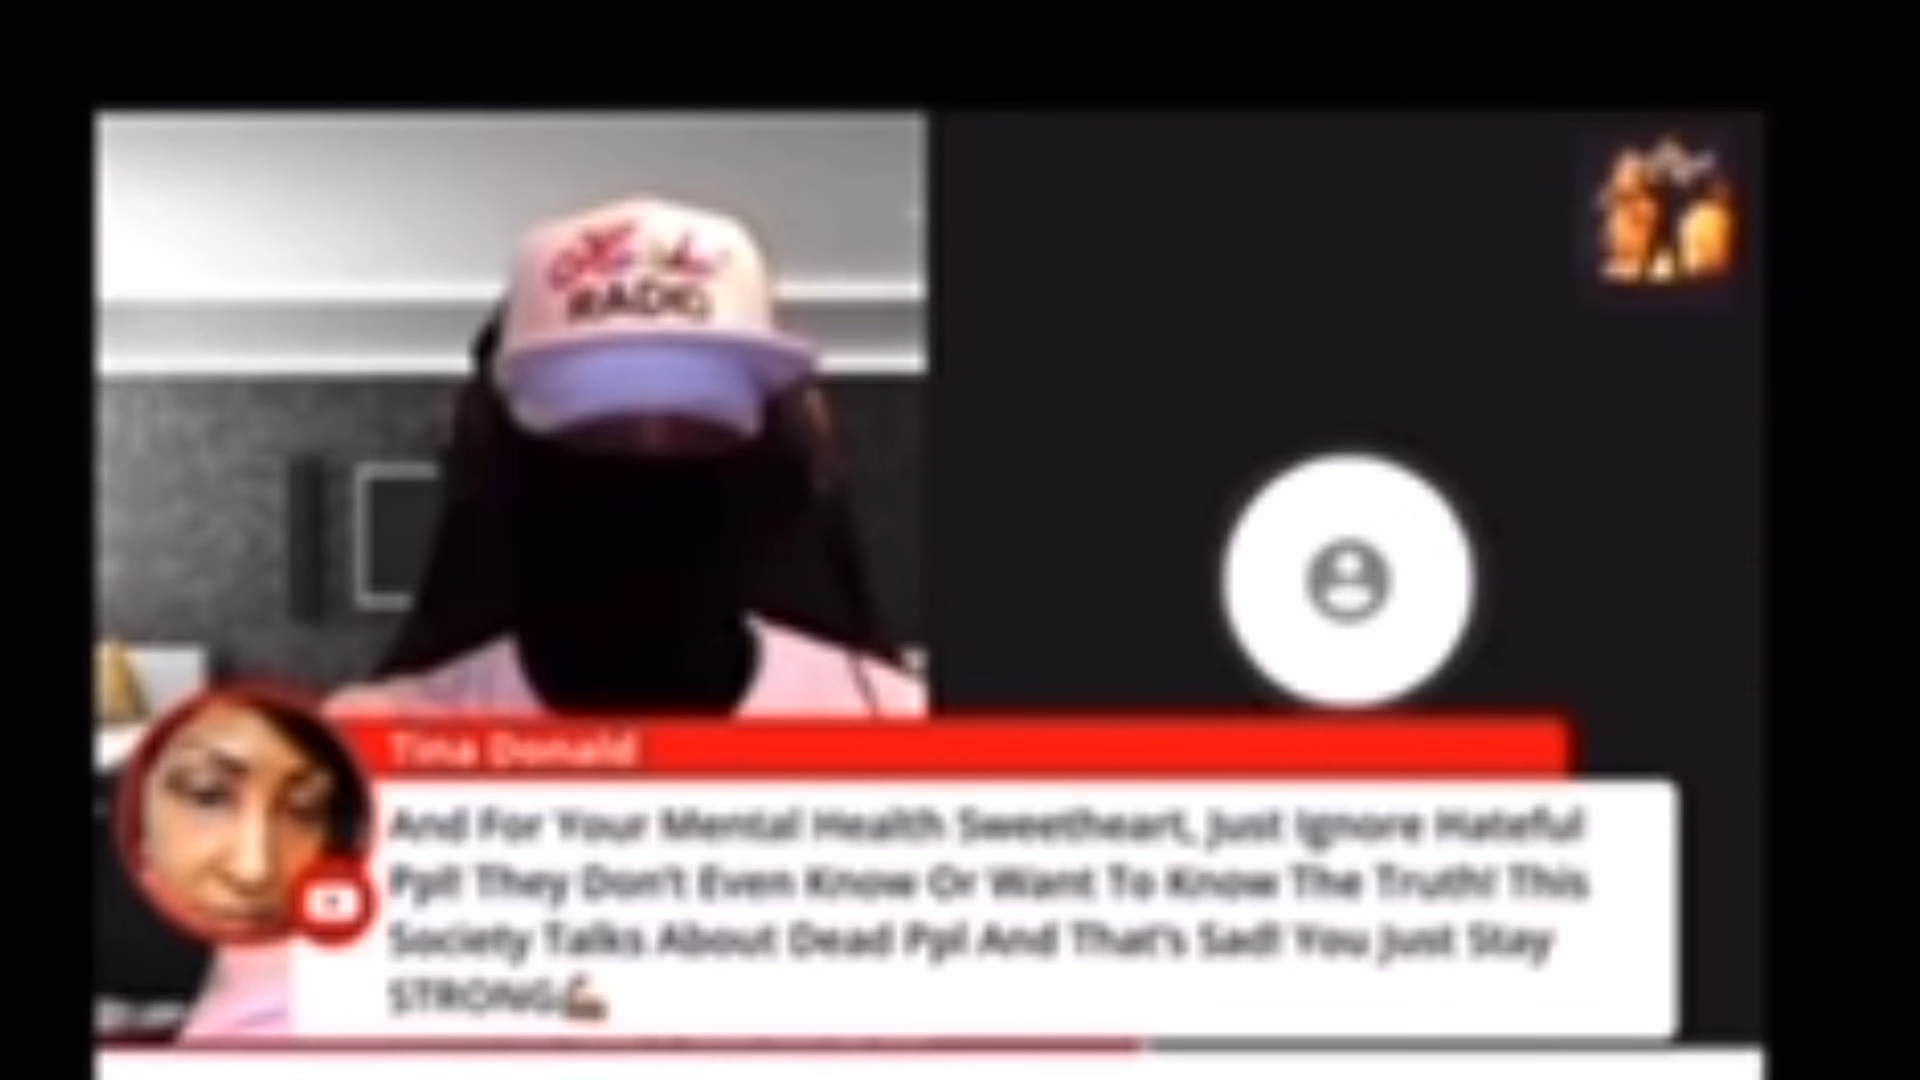 RADIO
Tina Donald
And For Your Mental Health Sweetheart, Just Ignore Hateful
Ppl! They Don't Even Know Or Want To Know The Truth! This
Society Talks About Dead Ppl And That's Sad! You Just Stay
STRONG💪🏾